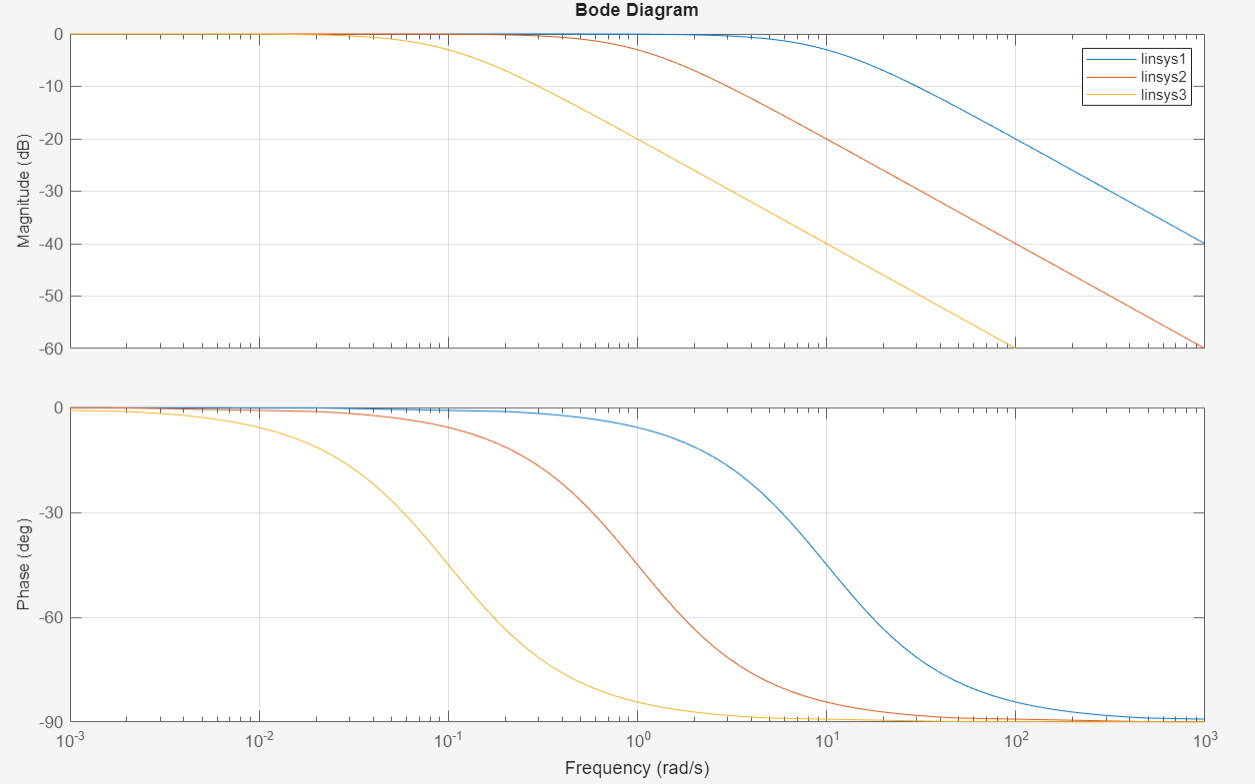 Bode Diagram
Magnitude (dB)
0
-10
-20
-30
-40
-50
-60
linsys1
linsys2
linsys3
Phase (deg)
0
-30
-60
-90
10-3 10-2 10-1 100 101 102 103
Frequency (rad/s)